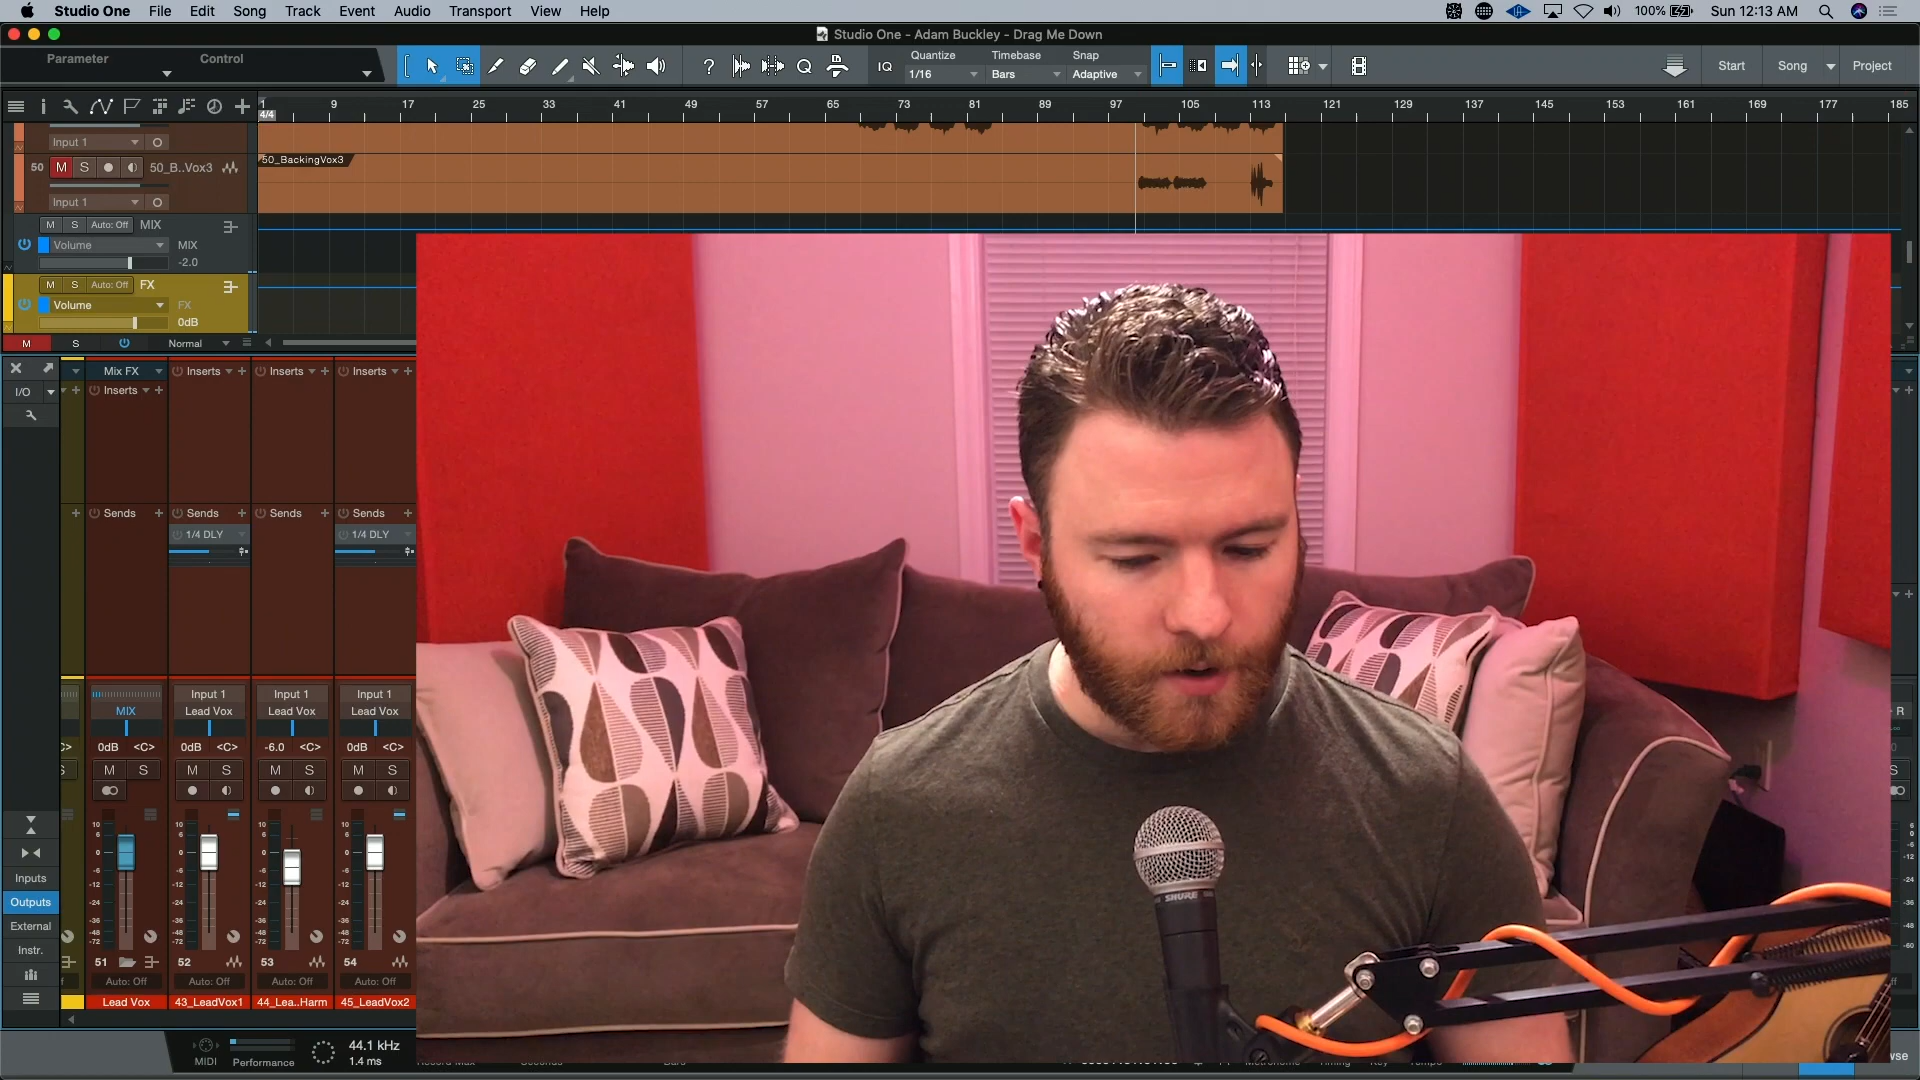 Studio One File Edit Song Track Event Audio Transport View Help 100% Sun 12:13 AM
Studio One - Adam Buckley - Drag Me Down
Parameter Control Quantize Timebase Snap
IQ 1/16 Bars Adaptive Start Song Project
1 9 17 25 33 41 49 57 65 73 81 89 97 105 113 121 129 137 145 153 161 169 177 185
4/4
Input 1
50_BackingVox3
50 M S 50_B..Vox3
Input 1
M S Auto: Off MIX
Volume MIX
-2.0
M S Auto: Off FX
Volume FX
0dB
M S Normal
Mix FX Inserts Inserts Inserts
I/O Inserts
Sends Sends Sends Sends
1/4 DLY 1/4 DLY
Input 1 Input 1 Input 1
MIX Lead Vox Lead Vox Lead Vox
0dB <C> 0dB <C> -6.0 <C> 0dB <C>
M S M S M S M S
Inputs
Outputs
External
Instr.
51 52 53 54
Auto: Off Auto: Off Auto: Off Auto: Off
Lead Vox 43_LeadVox1 44_Lea..Harm 45_LeadVox2
SHURE
MIDI Performance 44.1 kHz
1.4 ms